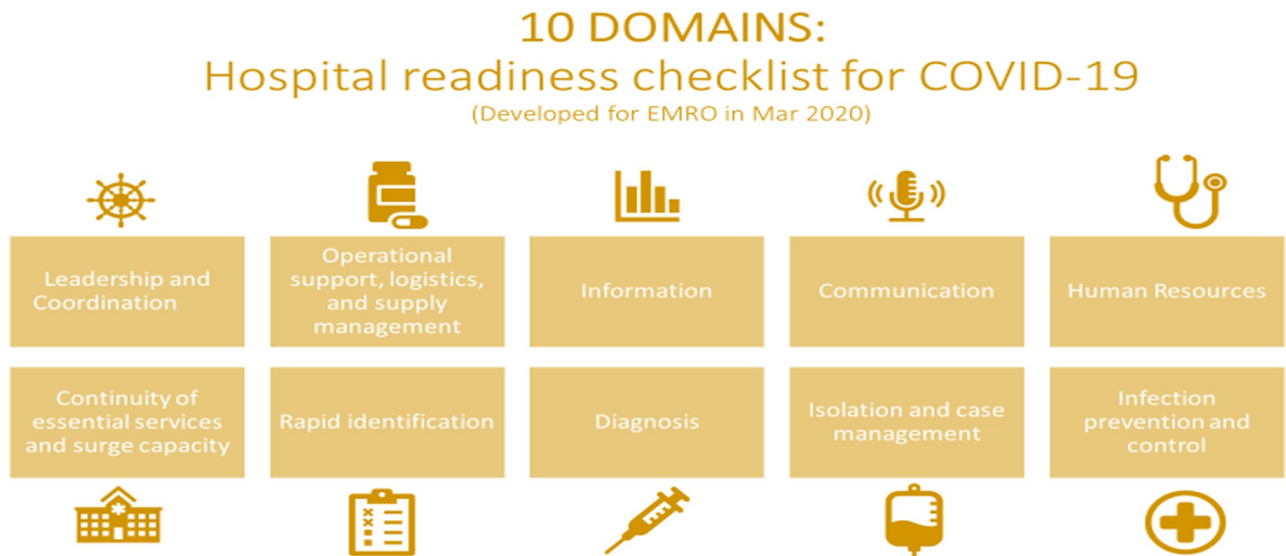 10 DOMAINS:
Hospital readiness checklist for COVID-19
(Developed for EMRO in Mar 2020)
Leadership and
Coordination
Operational
support, logistics,
and supply
management
Information
Communication
Human Resources
Continuity of
essential services
and surge capacity
Rapid identification
Diagnosis
Isolation and case
management
Infection
prevention and
control